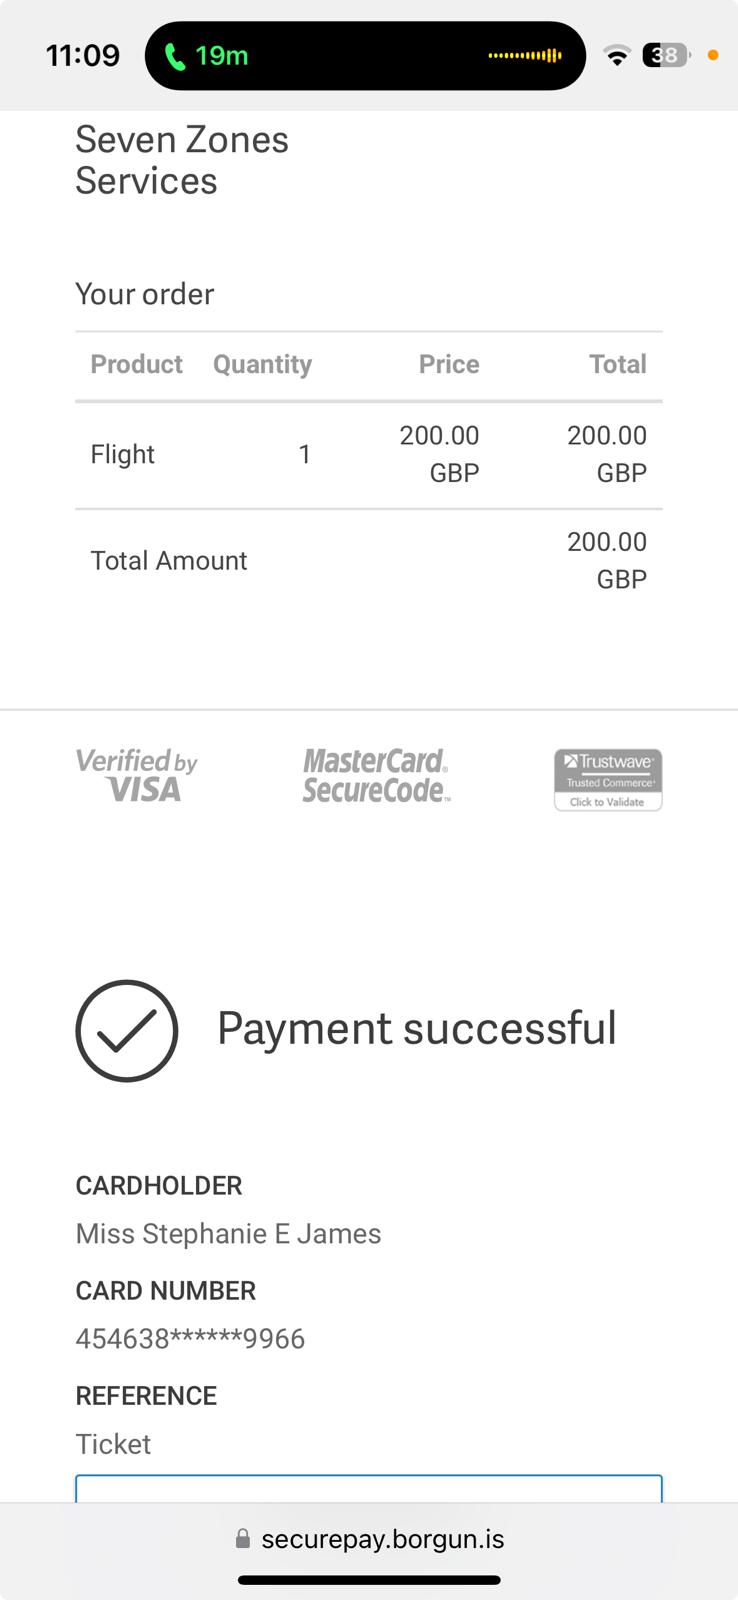 11:09
19m
38
Seven Zones
Services
Your order
Product Quantity Price Total
Flight 1 200.00 GBP 200.00 GBP
Total Amount 200.00 GBP
Verified by
VISA
MasterCard®
SecureCode™
Trustwave®
Trusted Commerce®
Click to Validate
Payment successful
CARDHOLDER
Miss Stephanie E James
CARD NUMBER
454638******9966
REFERENCE
Ticket
securepay.borgun.is